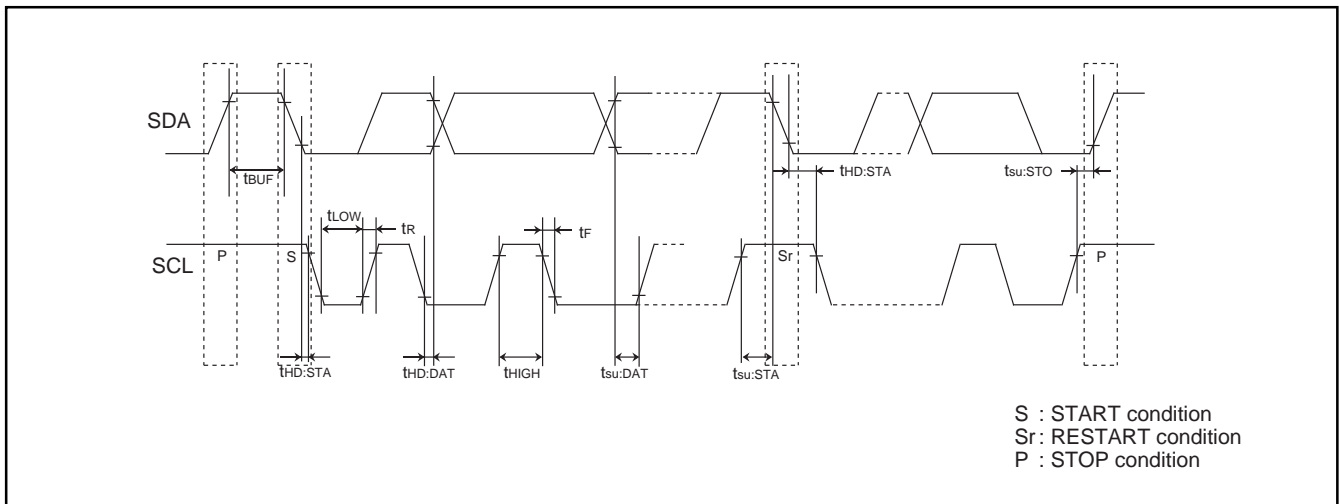 SDA
tBUF
tHD:STA
tsu:STO
tLOW
tR
tF
SCL
P
S
Sr
P
tHD:STA
tHD:DAT
tHIGH
tsu:DAT
tsu:STA
S : START condition
Sr : RESTART condition
P : STOP condition